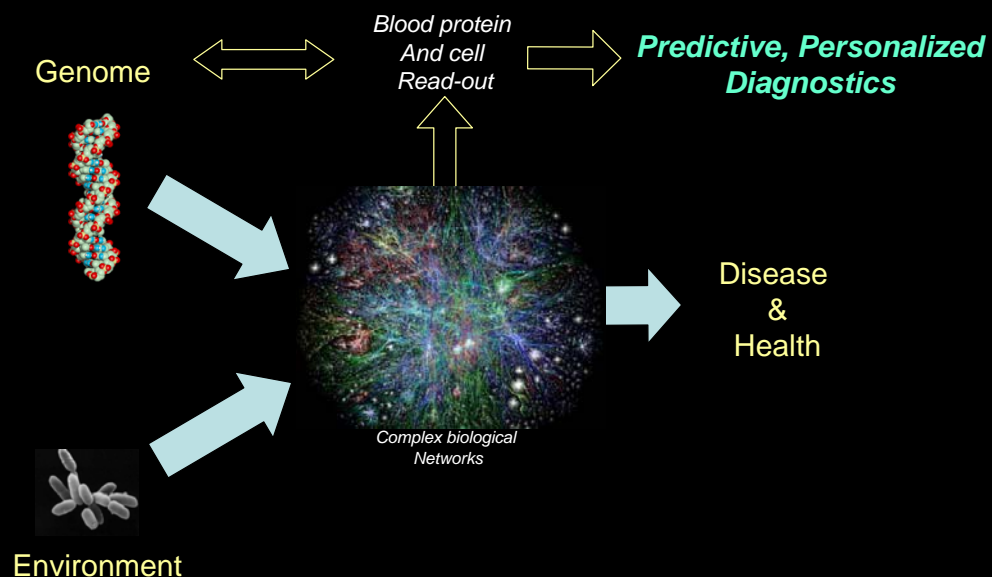 Blood protein
And cell
Read-out
Predictive, Personalized
Diagnostics
Genome
Disease
&
Health
Complex biological
Networks
Environment